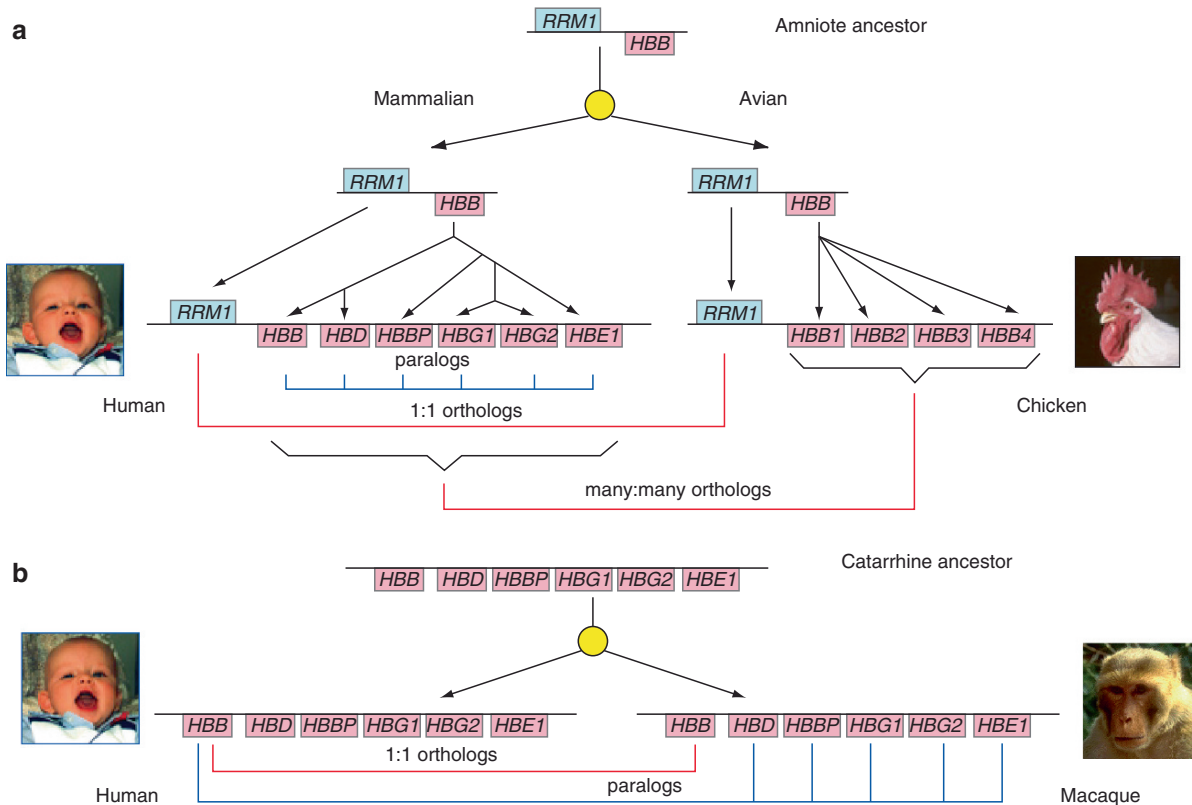 a
RRM1
Amniote ancestor
HBB
Mammalian
Avian
RRM1
RRM1
HBB
HBB
RRM1
RRM1
HBB HBD HBBP HBG1 HBG2 HBE1
HBB1 HBB2 HBB3 HBB4
paralogs
Human
1:1 orthologs
Chicken
many:many orthologs
b
Catarrhine ancestor
HBB HBD HBBP HBG1 HBG2 HBE1
HBB HBD HBBP HBG1 HBG2 HBE1
HBB HBD HBBP HBG1 HBG2 HBE1
1:1 orthologs
paralogs
Human
Macaque